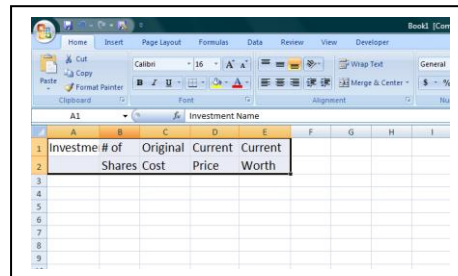 Book1 [Com
Home Insert Page Layout Formulas Data Review View Developer
Cut
Copy
Format Painter
Paste
Calibri 16 A A
B I U A
Wrap Text
Merge & Center
General
$ - %
Clipboard Font Alignment Nu
A1 fx Investment Name
A B C D E F G H I
1 Investme # of Original Current Current
2 Shares Cost Price Worth
3
4
5
6
7
8
9